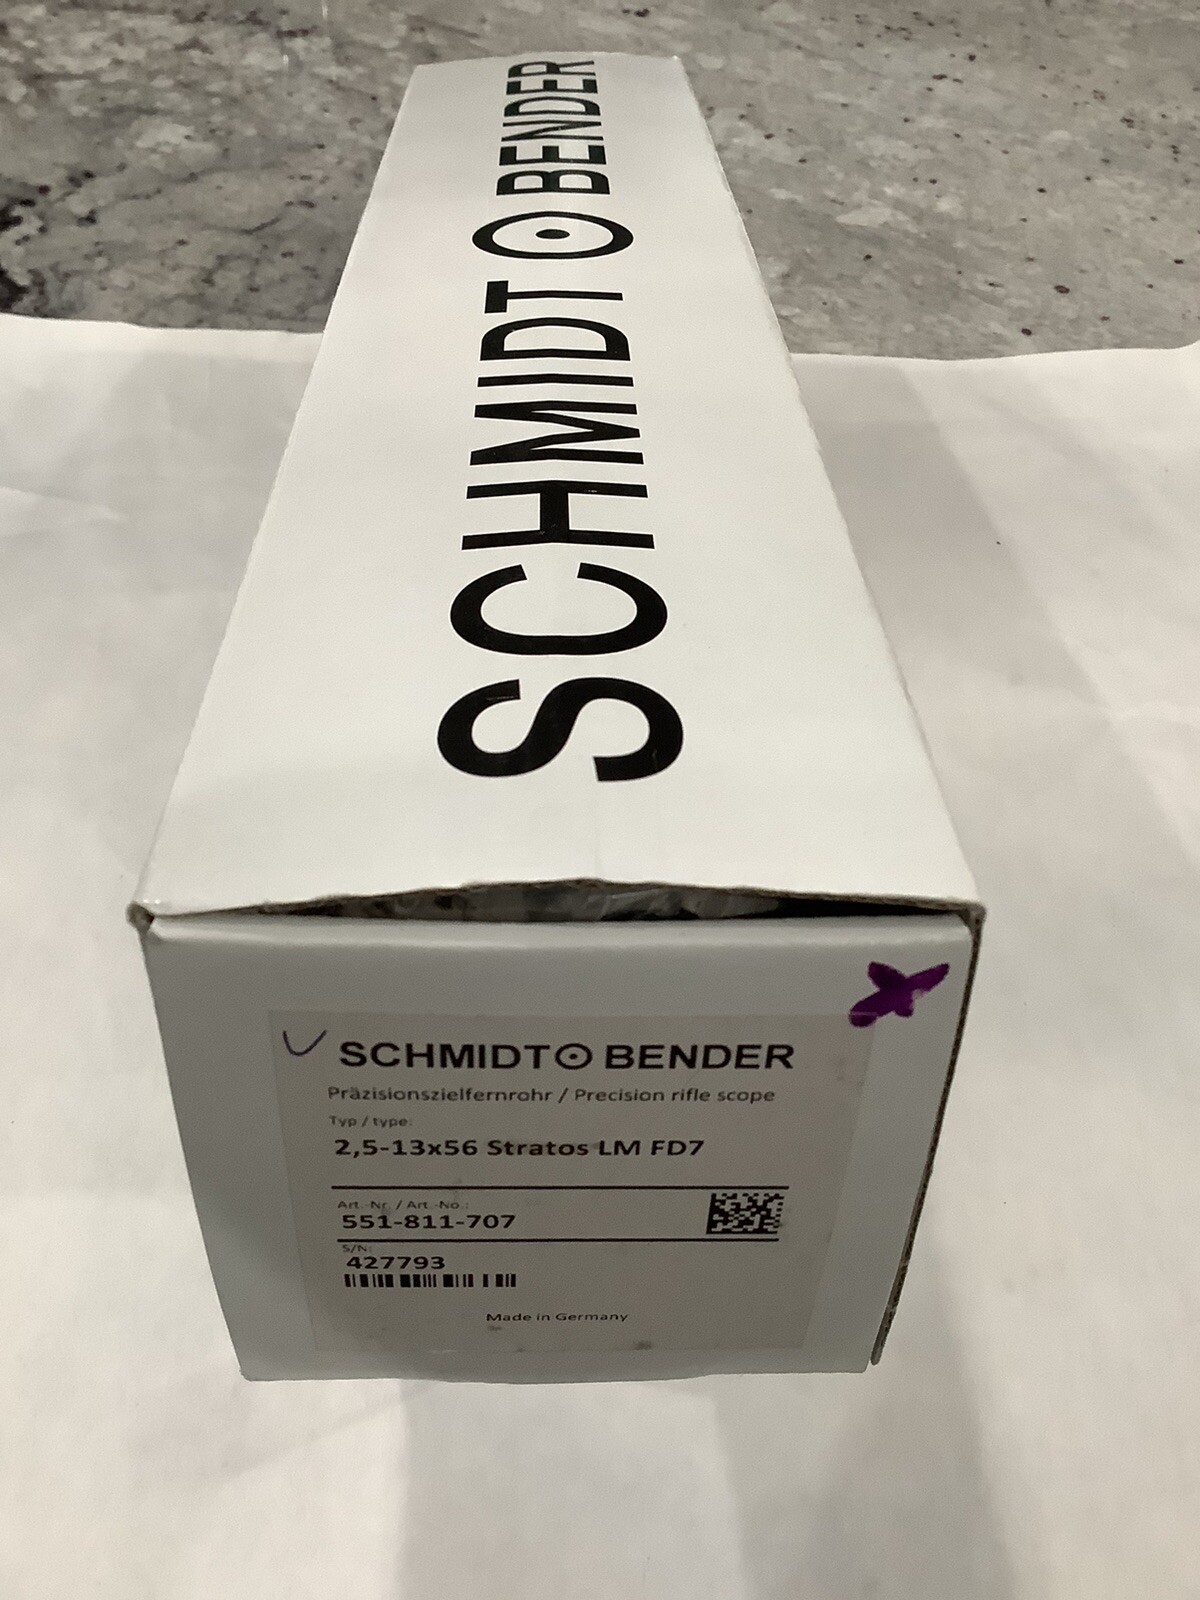 SCHMIDT BENDER
SCHMIDT BENDER
Präzisionszielfernrohr / Precision rifle scope
Typ / type:
2,5-13x56 Stratos LM FD7
Art.-Nr. / Art.-No.:
551-811-707
S/N:
427793
Made in Germany